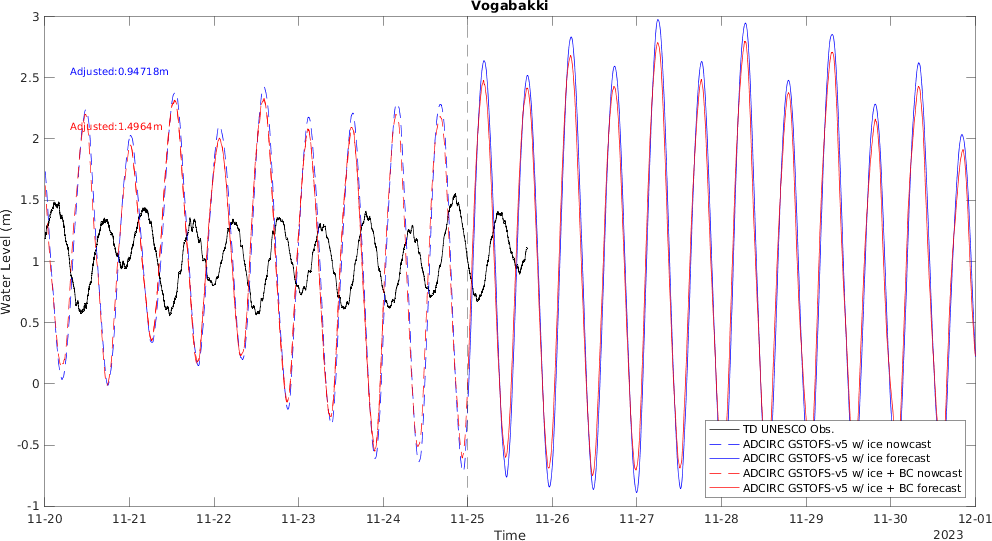 Vogabakki
3
2.5
2
1.5
1
0.5
0
-0.5
-1
Water Level (m)
Adjusted:0.94718m
Adjusted:1.4964m
TD UNESCO Obs.
ADCIRC GSTOFS-v5 w/ ice nowcast
ADCIRC GSTOFS-v5 w/ ice forecast
ADCIRC GSTOFS-v5 w/ ice + BC nowcast
ADCIRC GSTOFS-v5 w/ ice + BC forecast
11-20 11-21 11-22 11-23 11-24 11-25 11-26 11-27 11-28 11-29 11-30 12-01
Time
2023